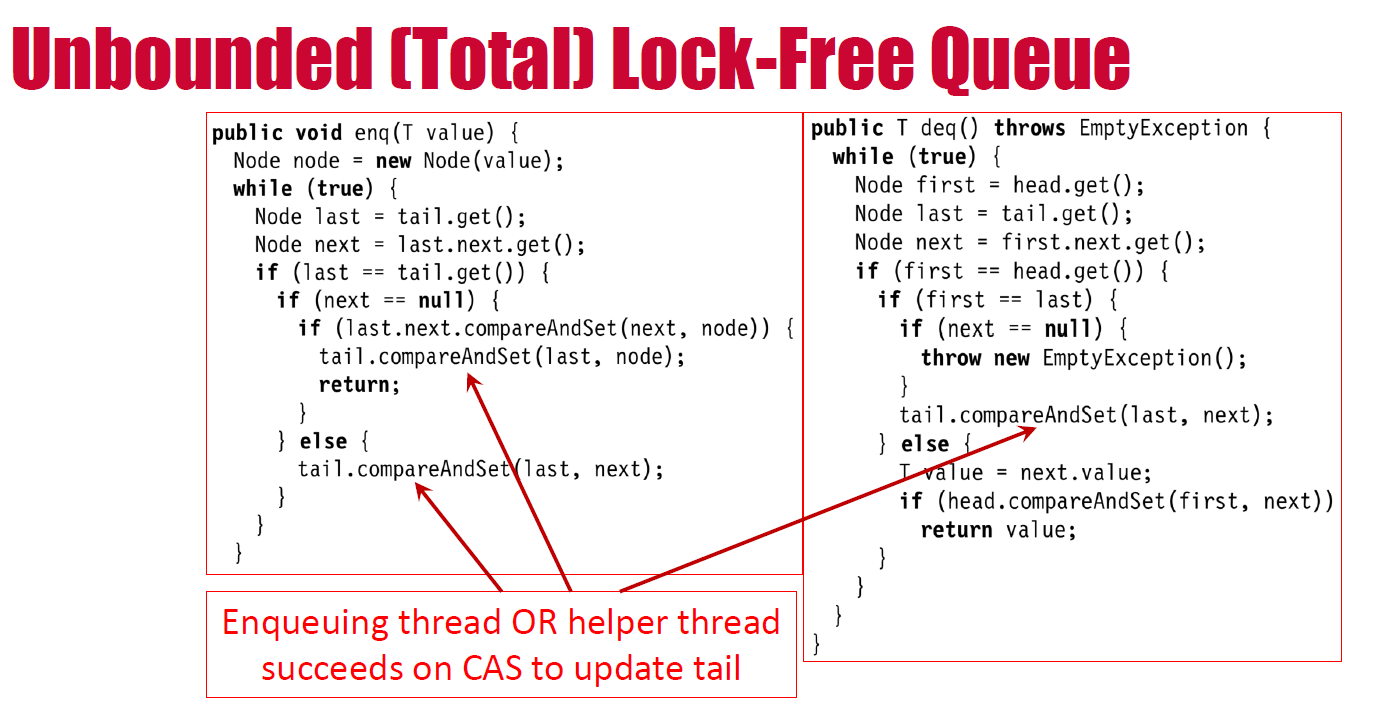 Unbounded (Total) Lock-Free Queue
public void enq(T value) {
Node node = new Node(value);
while (true) {
Node last = tail.get();
Node next = last.next.get();
if (last == tail.get()) {
if (next == null) {
if (last.next.compareAndSet(next, node)) {
tail.compareAndSet(last, node);
return;
}
} else {
tail.compareAndSet(last, next);
}
}
}
public T deq() throws EmptyException {
while (true) {
Node first = head.get();
Node last = tail.get();
Node next = first.next.get();
if (first == head.get()) {
if (first == last) {
if (next == null) {
throw new EmptyException();
}
tail.compareAndSet(last, next);
} else {
T value = next.value;
if (head.compareAndSet(first, next))
return value;
}
}
}
}
Enqueuing thread OR helper thread
succeeds on CAS to update tail